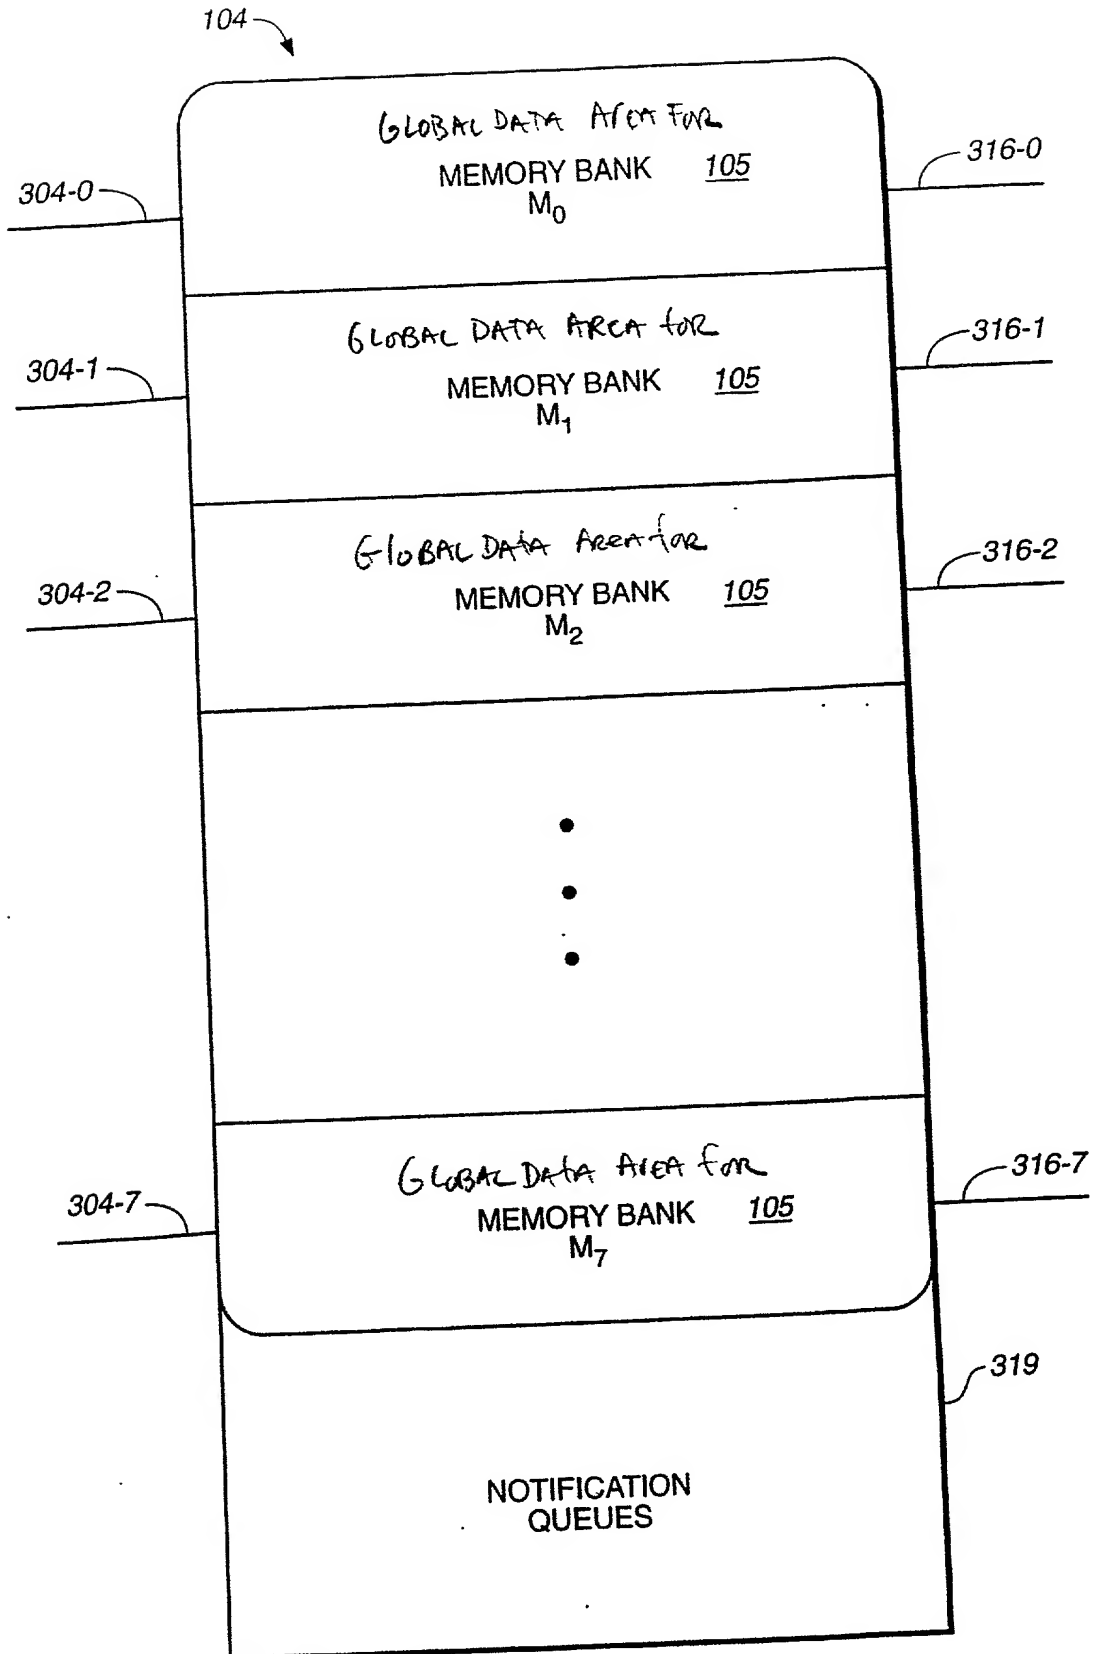 104
GLOBAL DATA AREA FOR
MEMORY BANK 105
M₀
304-0
316-0
GLOBAL DATA AREA for
MEMORY BANK 105
M₁
304-1
316-1
GloBAL DAtA AREA for
MEMORY BANK 105
M₂
304-2
316-2
GLOBAL DAtA AreA for
MEMORY BANK 105
M₇
304-7
316-7
319
NOTIFICATION
QUEUES